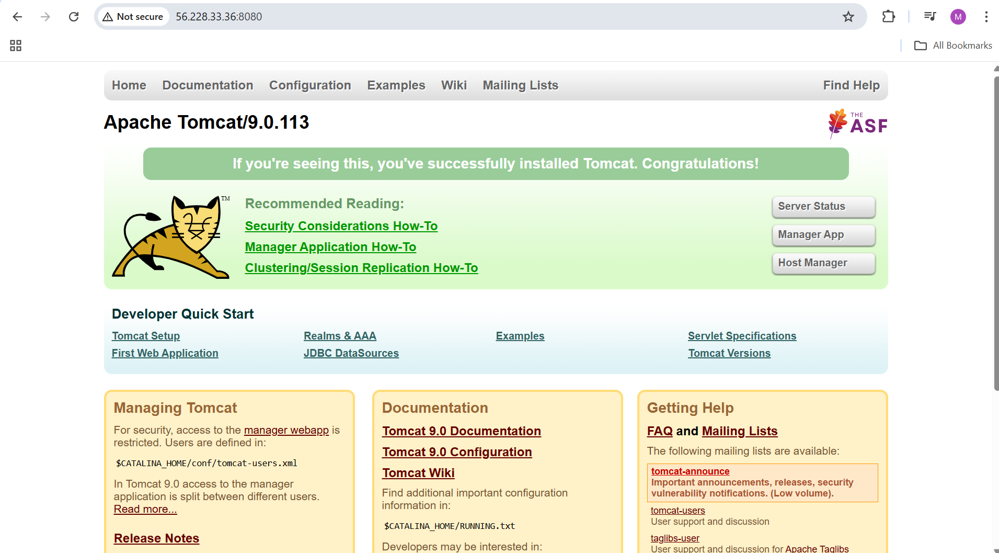 Not secure 56.228.33.36:8080
M
All Bookmarks
Home Documentation Configuration Examples Wiki Mailing Lists Find Help
Apache Tomcat/9.0.113
THE
ASF
If you're seeing this, you've successfully installed Tomcat. Congratulations!
TM
Recommended Reading:
Security Considerations How-To
Manager Application How-To
Clustering/Session Replication How-To
Server Status
Manager App
Host Manager
Developer Quick Start
Tomcat Setup
First Web Application
Realms & AAA
JDBC DataSources
Examples
Servlet Specifications
Tomcat Versions
Managing Tomcat
For security, access to the manager webapp is
restricted. Users are defined in:
$CATALINA_HOME/conf/tomcat-users.xml
In Tomcat 9.0 access to the manager
application is split between different users.
Read more...
Release Notes
Documentation
Tomcat 9.0 Documentation
Tomcat 9.0 Configuration
Tomcat Wiki
Find additional important configuration
information in:
$CATALINA_HOME/RUNNING.txt
Developers may be interested in:
Getting Help
FAQ and Mailing Lists
The following mailing lists are available:
tomcat-announce
Important announcements, releases, security
vulnerability notifications. (Low volume).
tomcat-users
User support and discussion
taglibs-user
User support and discussion for Apache Taglibs